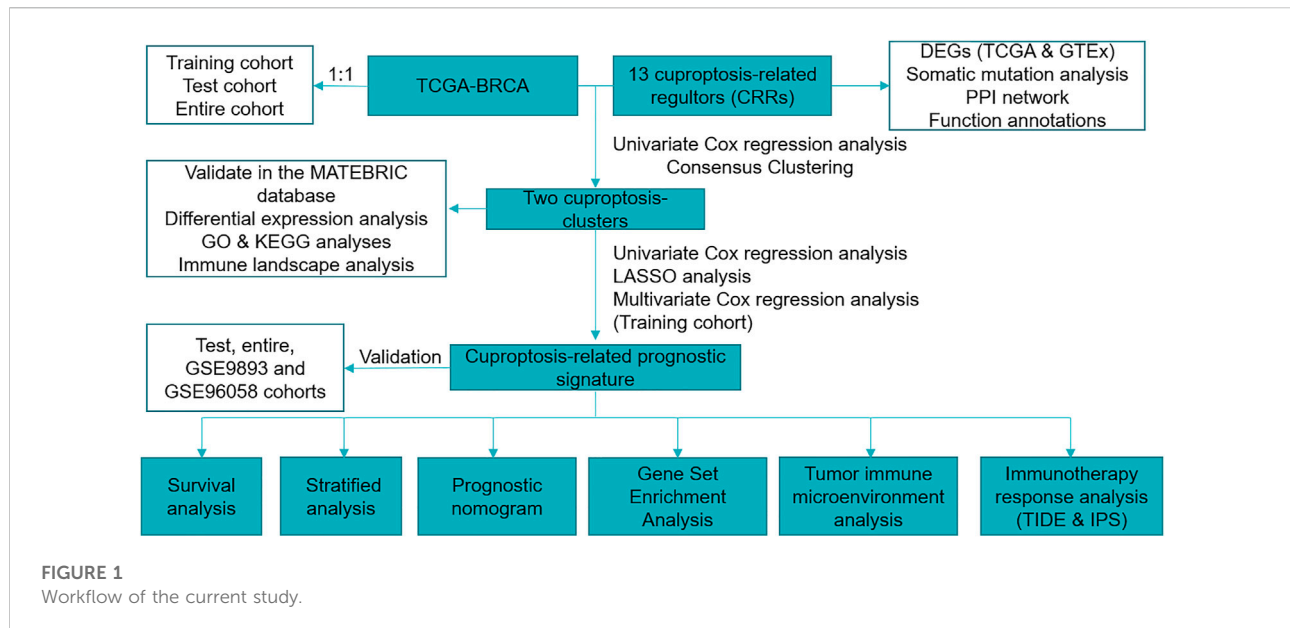 Training cohort
Test cohort
Entire cohort
1:1
TCGA-BRCA
13 cuproptosis-related
regultors (CRRs)
DEGs (TCGA & GTEx)
Somatic mutation analysis
PPI network
Function annotations
Univariate Cox regression analysis
Consensus Clustering
Validate in the MATEBRIC
database
Differential expression analysis
GO & KEGG analyses
Immune landscape analysis
Two cuproptosis-
clusters
Univariate Cox regression analysis
LASSO analysis
Multivariate Cox regression analysis
(Training cohort)
Test, entire,
GSE9893 and
GSE96058 cohorts
Validation
Cuproptosis-related prognostic
signature
Survival
analysis
Stratified
analysis
Prognostic
nomogram
Gene Set
Enrichment
Analysis
Tumor immune
microenvironment
analysis
Immunotherapy
response analysis
(TIDE & IPS)
FIGURE 1
Workflow of the current study.